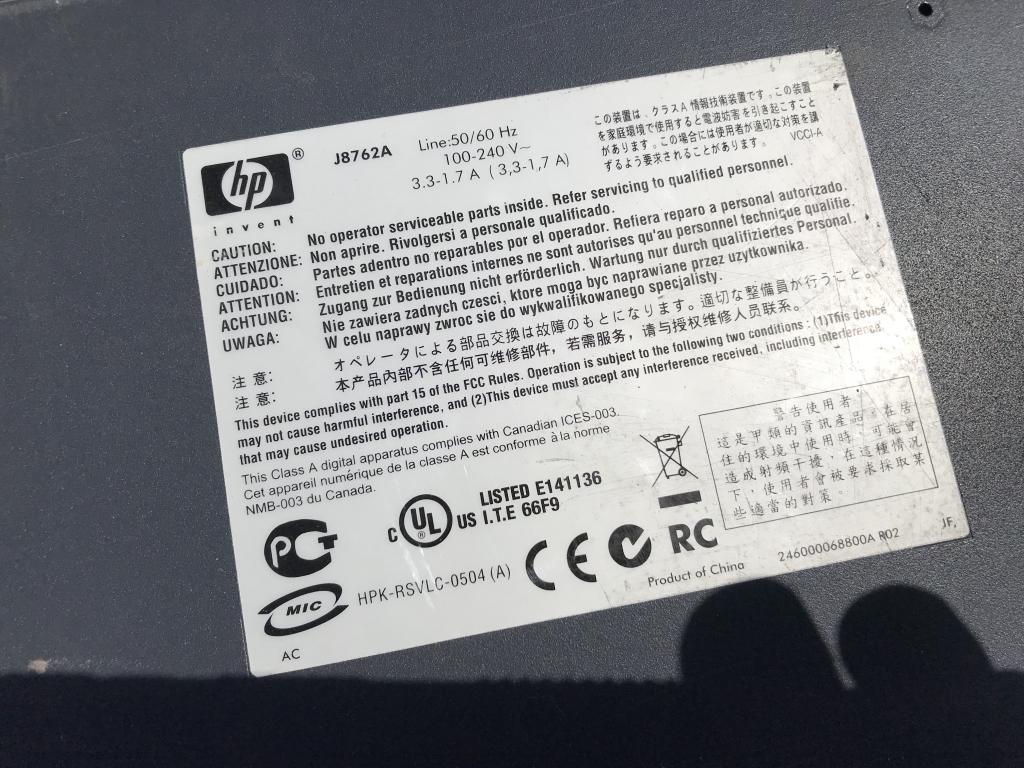 hp
®
invent
J8762A
Line:50/60 Hz
100-240 V~
3.3-1.7 A ( 3,3-1,7 A)
この装置は、クラスA 情報技術装置です。この装置
を家庭環境で使用すると電波妨害を引き起こすこと
があります。この場合には使用者が適切な対策を講
ずるよう要求されることがあります。 VCCI-A
CAUTION: No operator serviceable parts inside. Refer servicing to qualified personnel.
ATTENZIONE: Non aprire. Rivolgersi a personale qualificado.
CUIDADO: Partes adentro no reparables por el operador. Refiera reparo a personal autorizado.
ATTENTION: Entretien et reparations internes ne sont autorises qu'au personnel technique qualifie.
ACHTUNG: Zugang zur Bedienung nicht erförderlich. Wartung nur durch qualifiziertes Personal.
UWAGA: Nie zawiera zadnych czesci, ktore moga byc naprawiane przez uzytkownika.
W celu naprawy zwroc sie do wykwalifikowanego specjalisty.
注 意: オペレータによる部品交換は故障のもとになります。適切な整備員が行うこと。
注 意: 本产品内部不含任何可维修部件，若需服务，请与授权维修人员联系。
This device complies with part 15 of the FCC Rules. Operation is subject to the following two conditions : (1)This device
may not cause harmful interference, and (2)This device must accept any interference received, including interference
that may cause undesired operation.
This Class A digital apparatus complies with Canadian ICES-003.
Cet appareil numérique de la classe A est conforme à la norme
NMB-003 du Canada.
警告使用者:
這是甲類的資訊產品，在居
住的環境中使用時，可能會
造成射頻干擾，在這種情況
下，使用者會被要求採取某
些適當的對策。
PCT
C UL US
LISTED E141136
I.T.E 66F9
MIC
HPK-RSVLC-0504 (A)
CE
RC
Product of China
246000068800A R02
JF,
AC